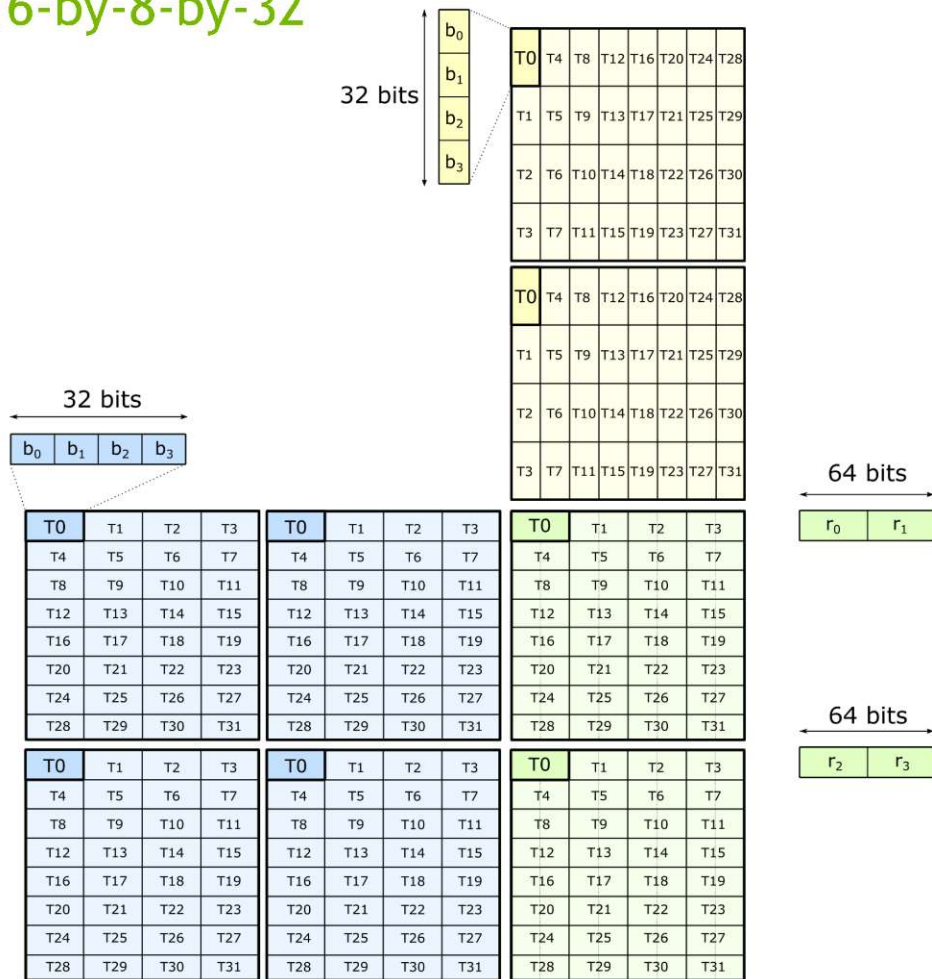 6-by-8-by-32
b0
b1
b2
b3
32 bits
T0 T4 T8 T12 T16 T20 T24 T28
T1 T5 T9 T13 T17 T21 T25 T29
T2 T6 T10 T14 T18 T22 T26 T30
T3 T7 T11 T15 T19 T23 T27 T31
T0 T4 T8 T12 T16 T20 T24 T28
T1 T5 T9 T13 T17 T21 T25 T29
T2 T6 T10 T14 T18 T22 T26 T30
T3 T7 T11 T15 T19 T23 T27 T31
32 bits
b0 b1 b2 b3
64 bits
r0 r1
T0 T1 T2 T3 T0 T1 T2 T3 T0 T1 T2 T3
T4 T5 T6 T7 T4 T5 T6 T7 T4 T5 T6 T7
T8 T9 T10 T11 T8 T9 T10 T11 T8 T9 T10 T11
T12 T13 T14 T15 T12 T13 T14 T15 T12 T13 T14 T15
T16 T17 T18 T19 T16 T17 T18 T19 T16 T17 T18 T19
T20 T21 T22 T23 T20 T21 T22 T23 T20 T21 T22 T23
T24 T25 T26 T27 T24 T25 T26 T27 T24 T25 T26 T27
T28 T29 T30 T31 T28 T29 T30 T31 T28 T29 T30 T31
64 bits
r2 r3
T0 T1 T2 T3 T0 T1 T2 T3 T0 T1 T2 T3
T4 T5 T6 T7 T4 T5 T6 T7 T4 T5 T6 T7
T8 T9 T10 T11 T8 T9 T10 T11 T8 T9 T10 T11
T12 T13 T14 T15 T12 T13 T14 T15 T12 T13 T14 T15
T16 T17 T18 T19 T16 T17 T18 T19 T16 T17 T18 T19
T20 T21 T22 T23 T20 T21 T22 T23 T20 T21 T22 T23
T24 T25 T26 T27 T24 T25 T26 T27 T24 T25 T26 T27
T28 T29 T30 T31 T28 T29 T30 T31 T28 T29 T30 T31